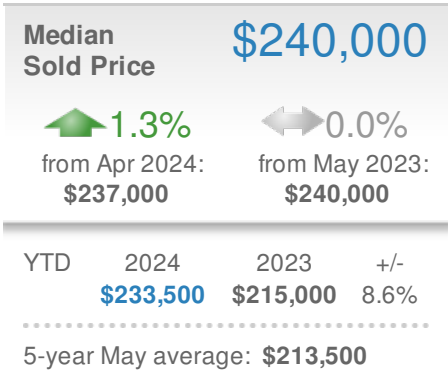 Median
Sold Price
$240,000
1.3%
from Apr 2024:
$237,000
0.0%
from May 2023:
$240,000
YTD 2024 2023 +/-
$233,500 $215,000 8.6%
5-year May average: $213,500